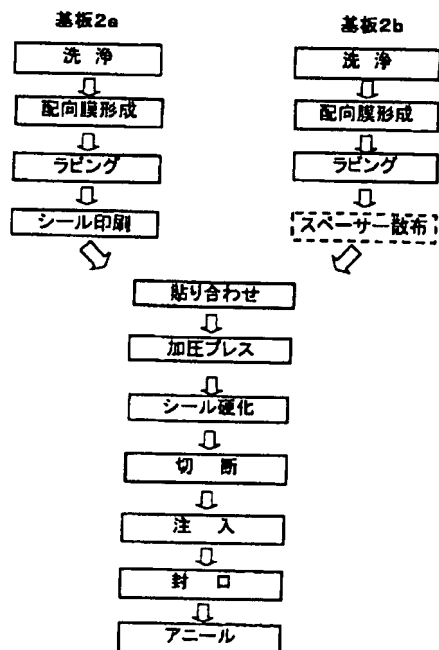 基板2a
洗 浄
配向膜形成
ラビング
シール印刷
基板2b
洗 浄
配向膜形成
ラビング
スペーサー散布
貼り合わせ
加圧プレス
シール硬化
切 断
注 入
封 口
アニール